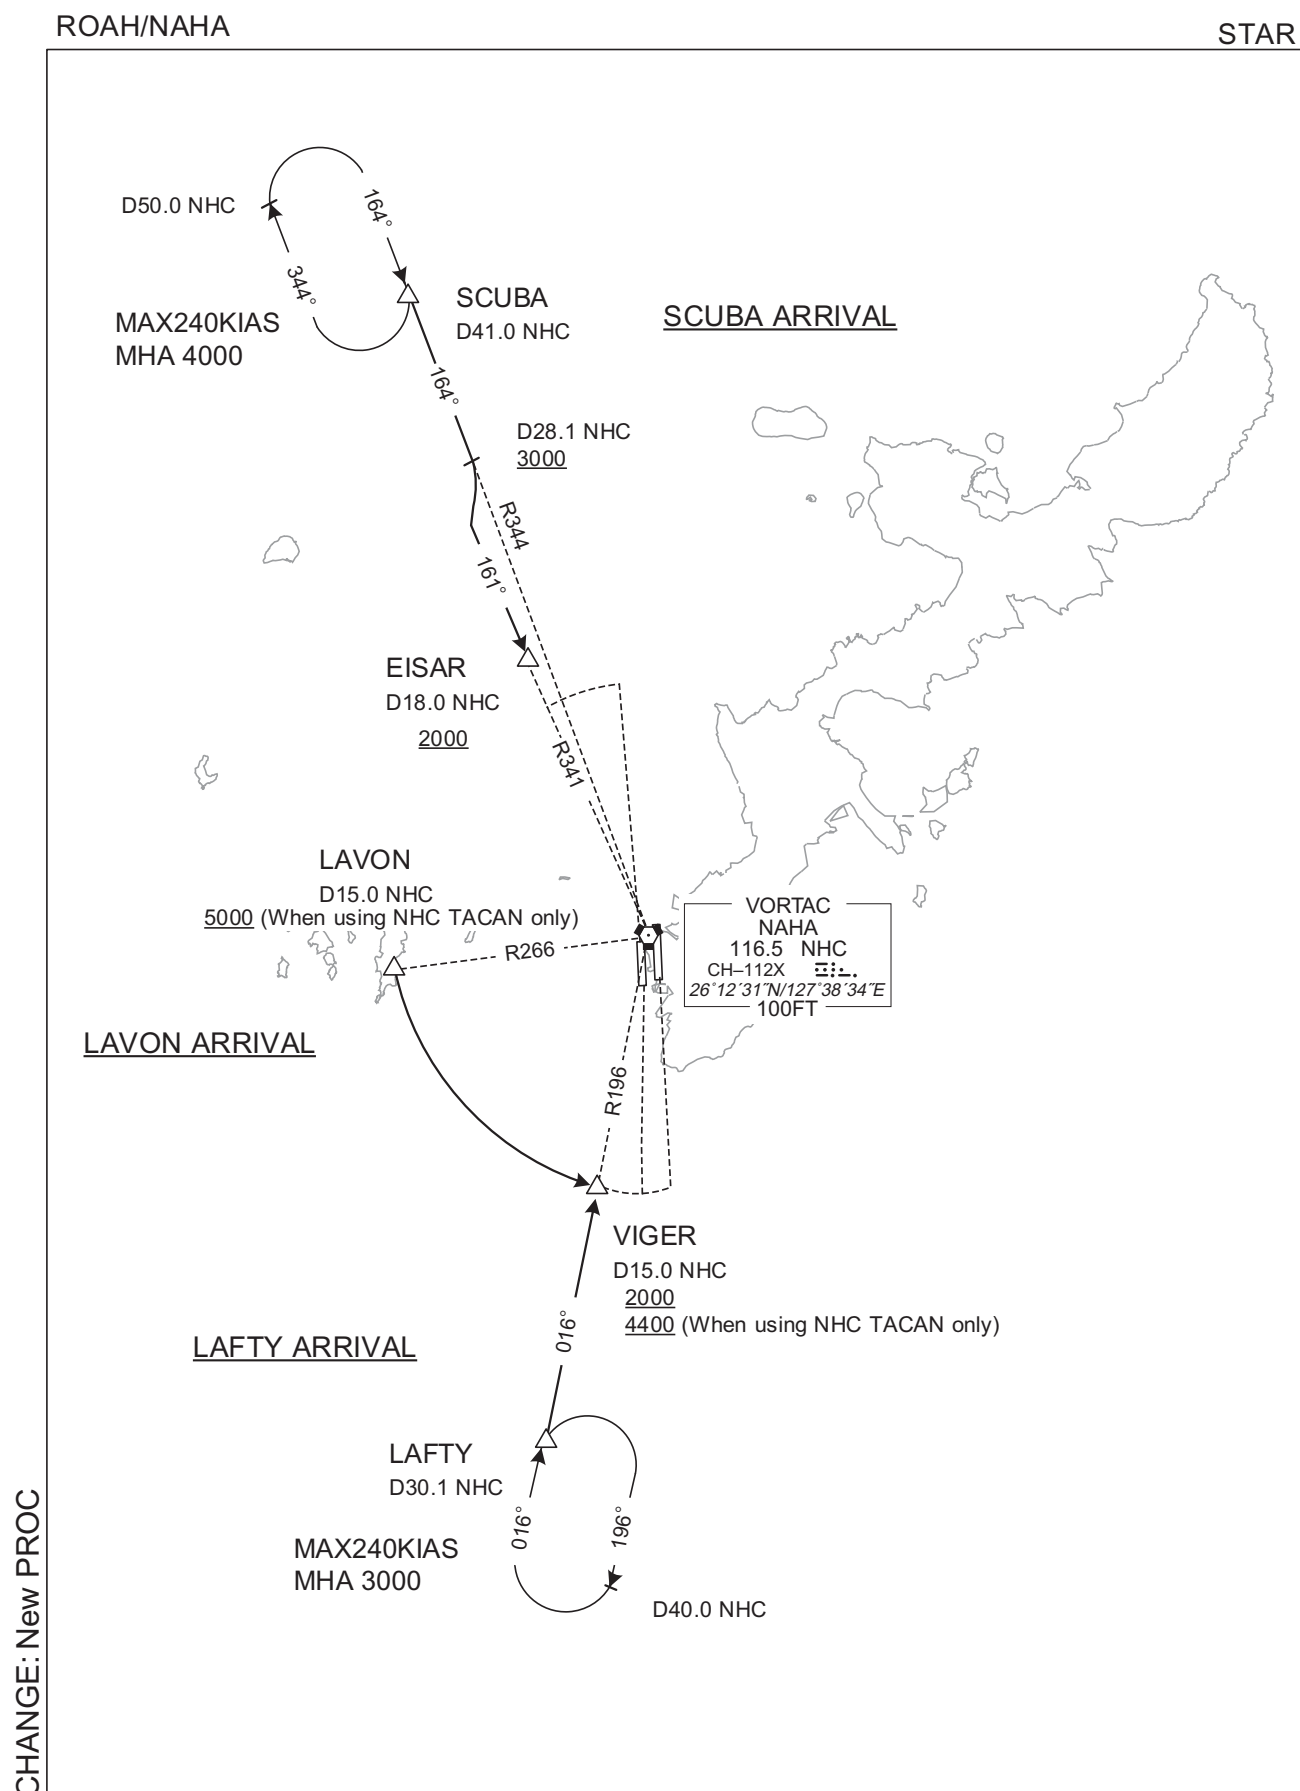 ROAH/NAHA
STAR
D50.0 NHC
164°
344°
MAX240KIAS
MHA 4000
SCUBA
D41.0 NHC
SCUBA ARRIVAL
164°
D28.1 NHC
3000
R344
161°
EISAR
D18.0 NHC
2000
R341
LAVON
D15.0 NHC
5000 (When using NHC TACAN only)
R266
VORTAC
NAHA
116.5 NHC
CH–112X
26°12′31″N/127°38′34″E
100FT
LAVON ARRIVAL
R196
VIGER
D15.0 NHC
2000
4400 (When using NHC TACAN only)
016°
LAFTY ARRIVAL
LAFTY
D30.1 NHC
016°
196°
MAX240KIAS
MHA 3000
D40.0 NHC
CHANGE: New PROC